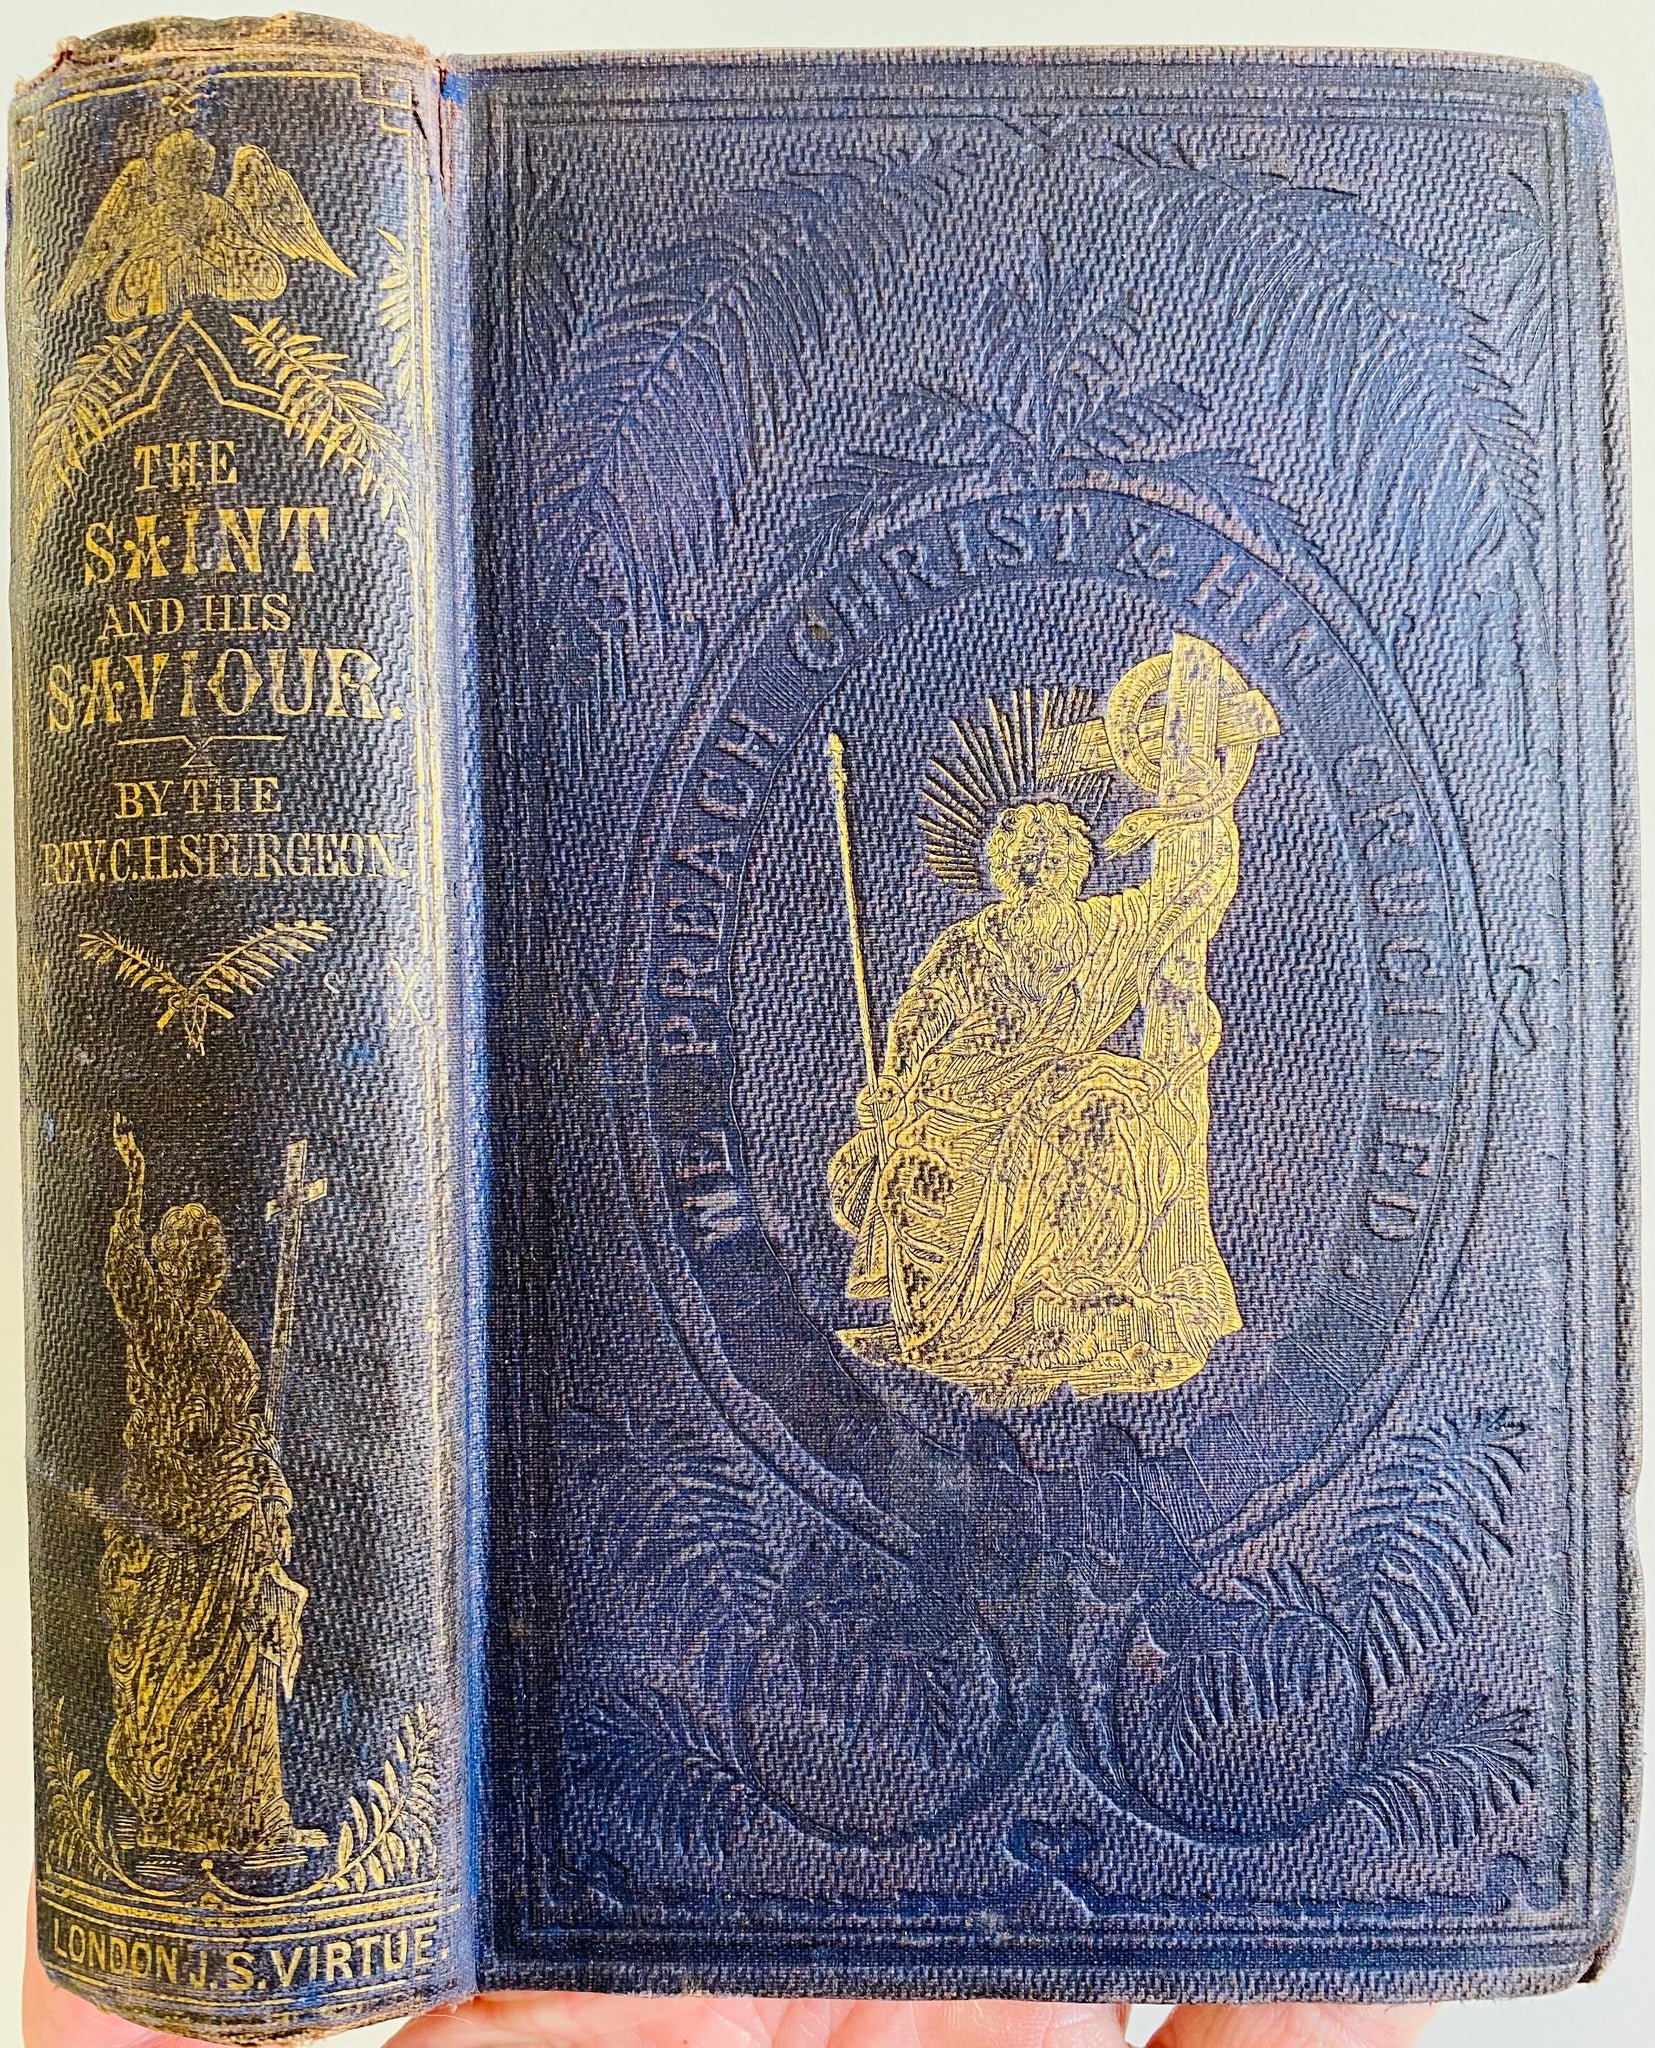 THE
SAINT
AND HIS
SAVIOUR.
BY THE
REV. C. H. SPURGEON.
LONDON J. S. VIRTUE.
WE PREACH CHRIST & HIM CRUCIFIED.